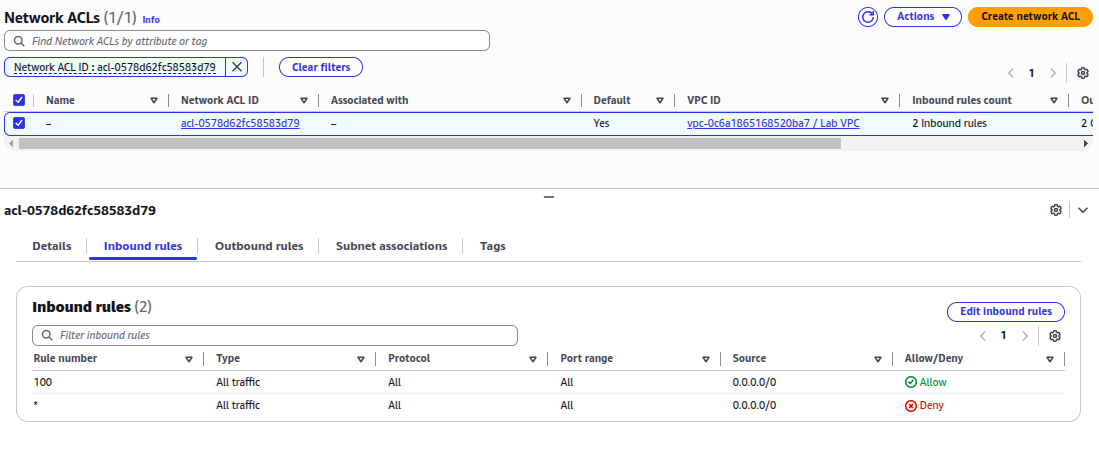 Network ACLs (1/1) Info
Actions
Create network ACL
Find Network ACLs by attribute or tag
Network ACL ID : acl-0578d62fc58583d79
Clear filters
1
Name Network ACL ID Associated with Default VPC ID Inbound rules count Ou
– acl-0578d62fc58583d79 – Yes vpc-0c6a1865168520ba7 / Lab VPC 2 Inbound rules 2 O
acl-0578d62fc58583d79
Details Inbound rules Outbound rules Subnet associations Tags
Inbound rules (2)
Edit inbound rules
Filter inbound rules
1
Rule number Type Protocol Port range Source Allow/Deny
100 All traffic All All 0.0.0.0/0 Allow
* All traffic All All 0.0.0.0/0 Deny